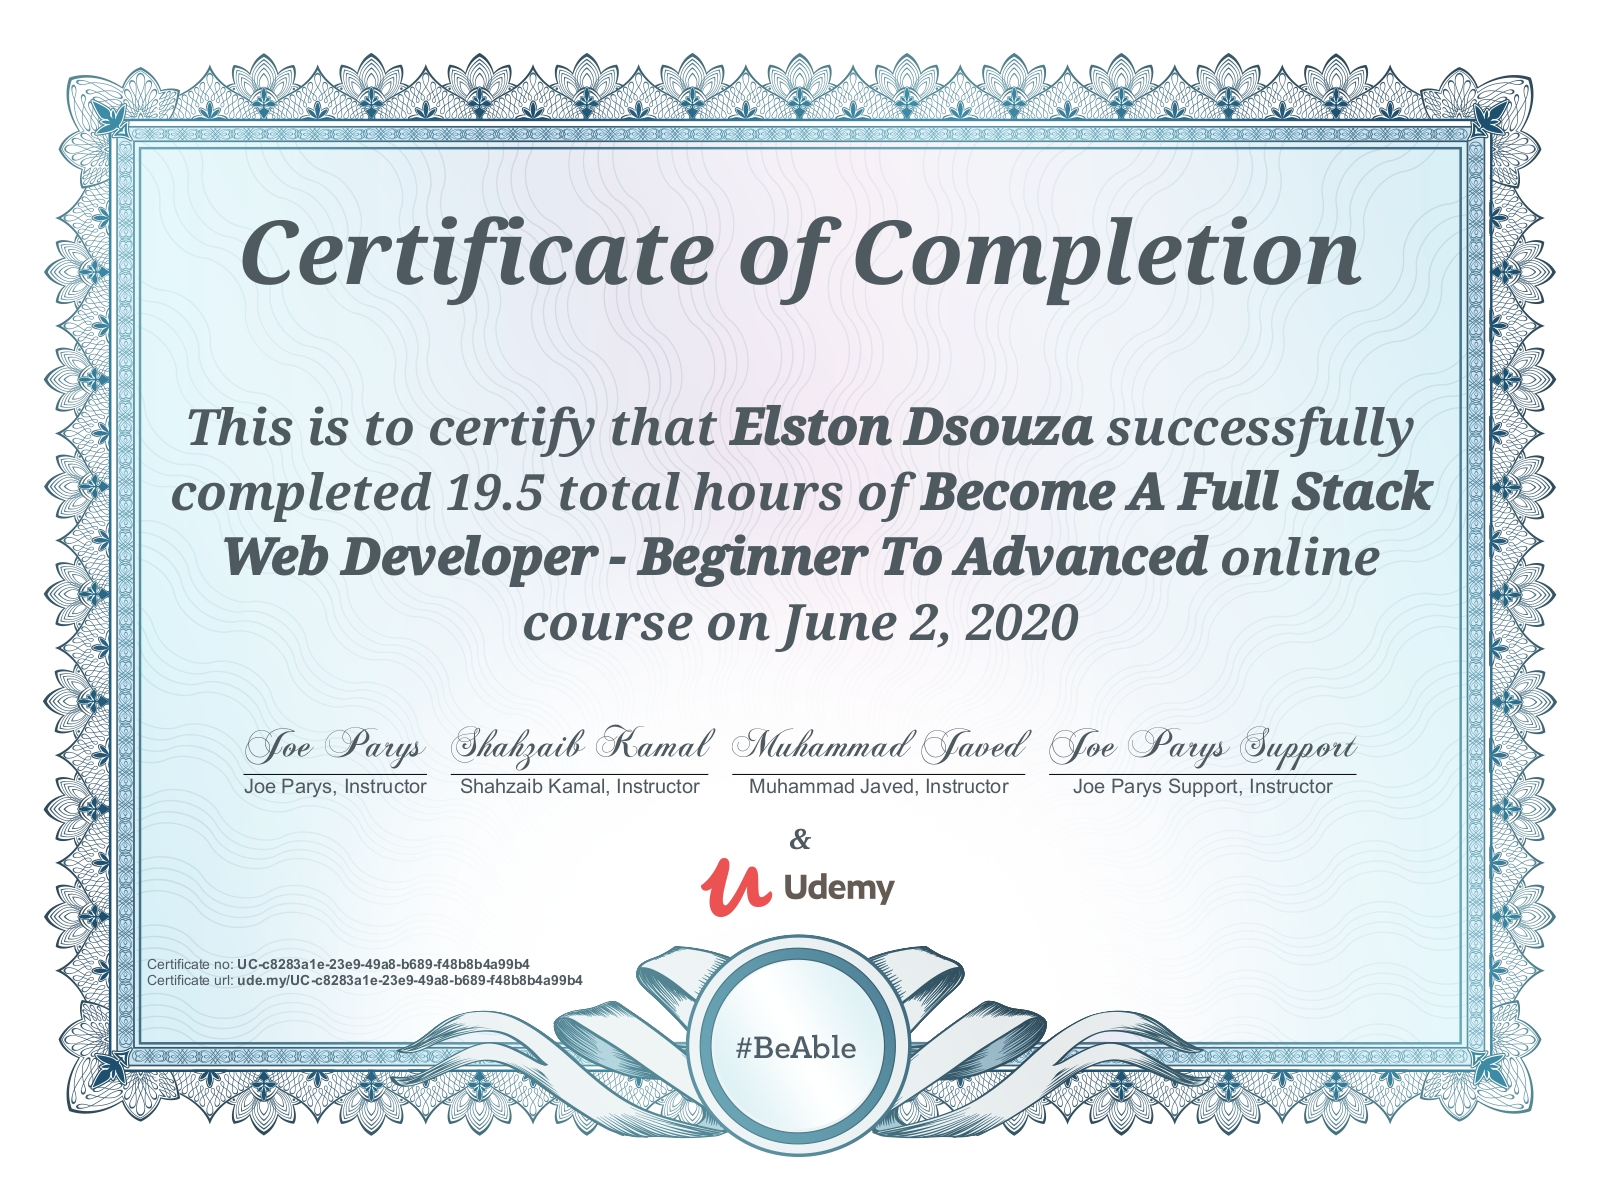 Certificate of Completion
This is to certify that Elston Dsouza successfully
completed 19.5 total hours of Become A Full Stack
Web Developer - Beginner To Advanced online
course on June 2, 2020
Joe Parys Shahzaib Kamal Muhammad Javed Joe Parys Support
Joe Parys, Instructor Shahzaib Kamal, Instructor Muhammad Javed, Instructor Joe Parys Support, Instructor
&
Udemy
Certificate no: UC-c8283a1e-23e9-49a8-b689-f48b8b4a99b4
Certificate url: ude.my/UC-c8283a1e-23e9-49a8-b689-f48b8b4a99b4
#BeAble